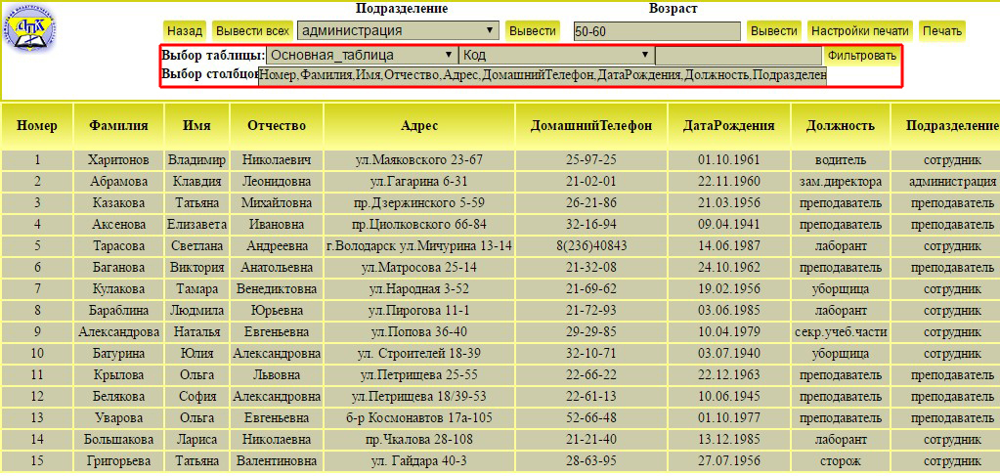 Подразделение Возраст
АПК
Назад Вывести всех администрация Вывести 50-60 Вывести Настройки печати Печать
Выбор таблицы: Основная_таблица Код Фильтровать
Выбор столбцов Номер,Фамилия,Имя,Отчество,Адрес,ДомашнийТелефон,ДатаРождения,Должность,Подразделен
Номер Фамилия Имя Отчество Адрес ДомашнийТелефон ДатаРождения Должность Подразделение
1 Харитонов Владимир Николаевич ул.Маяковского 23-67 25-97-25 01.10.1961 водитель сотрудник
2 Абрамова Клавдия Леонидовна ул.Гагарина 6-31 21-02-01 22.11.1960 зам.директора администрация
3 Казакова Татьяна Михайловна пр.Дзержинского 5-59 26-21-86 21.03.1956 преподаватель преподаватель
4 Аксенова Елизавета Ивановна пр.Циолковского 66-84 32-16-94 09.04.1941 преподаватель преподаватель
5 Тарасова Светлана Андреевна г.Володарск ул.Мичурина 13-14 8(236)40843 14.06.1987 лаборант сотрудник
6 Баганова Виктория Анатольевна ул.Матросова 25-14 21-32-08 24.10.1962 преподаватель преподаватель
7 Кулакова Тамара Венедиктовна ул.Народная 3-52 21-69-62 19.02.1956 уборщица сотрудник
8 Бараблина Людмила Юрьевна ул.Пирогова 11-1 21-72-93 03.06.1985 лаборант сотрудник
9 Александрова Наталья Евгеньевна ул.Попова 36-40 29-29-85 10.04.1979 секр.учеб.части сотрудник
10 Батурина Юлия Александровна ул. Строителей 18-39 32-10-71 03.07.1940 уборщица сотрудник
11 Крылова Ольга Львовна ул.Петрищева 25-55 22-66-22 22.12.1963 преподаватель преподаватель
12 Белякова София Александровна ул.Петрищева 18/39-53 22-61-13 10.06.1945 преподаватель преподаватель
13 Уварова Ольга Евгеньевна б-р Космонавтов 17а-105 52-66-48 01.10.1977 преподаватель преподаватель
14 Большакова Лариса Николаевна пр.Чкалова 28-108 21-21-40 13.12.1985 лаборант сотрудник
15 Григорьева Татьяна Валентиновна ул. Гайдара 40-3 28-63-95 27.07.1956 сторож сотрудник